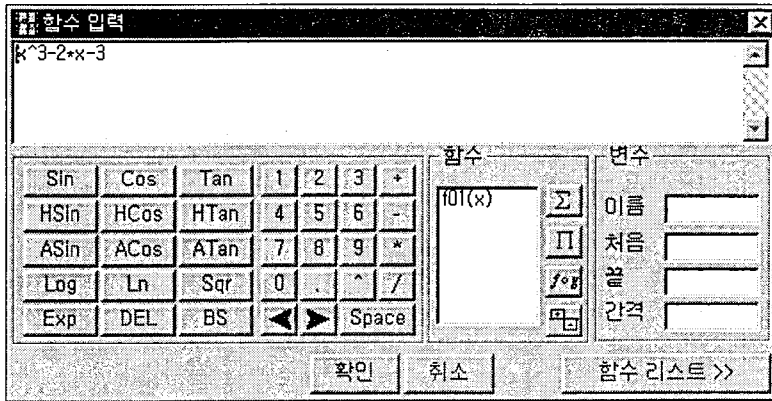 함수 입력
x^3-2*x-3
함수
변수
Sin Cos Tan 1 2 3 +
f01(x) Σ
이름
HSin HCos HTan 4 5 6 -
Π
처음
ASin ACos ATan 7 8 9 *
f∘g
끝
Log Ln Sqr 0 . ^ /
간격
Exp DEL BS Space
확인 취소 함수 리스트 >>